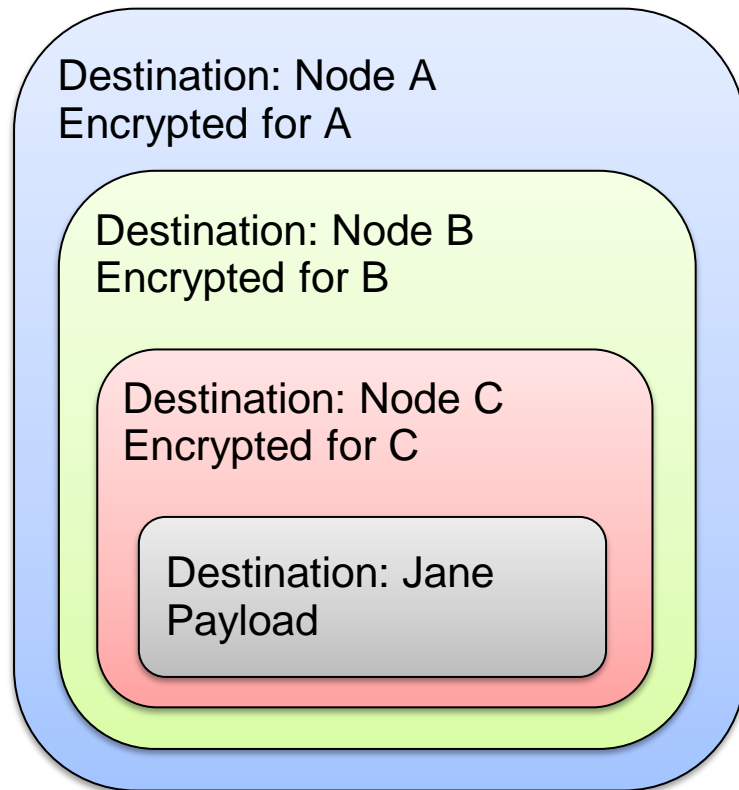 Destination: Node A
Encrypted for A
Destination: Node B
Encrypted for B
Destination: Node C
Encrypted for C
Destination: Jane
Payload